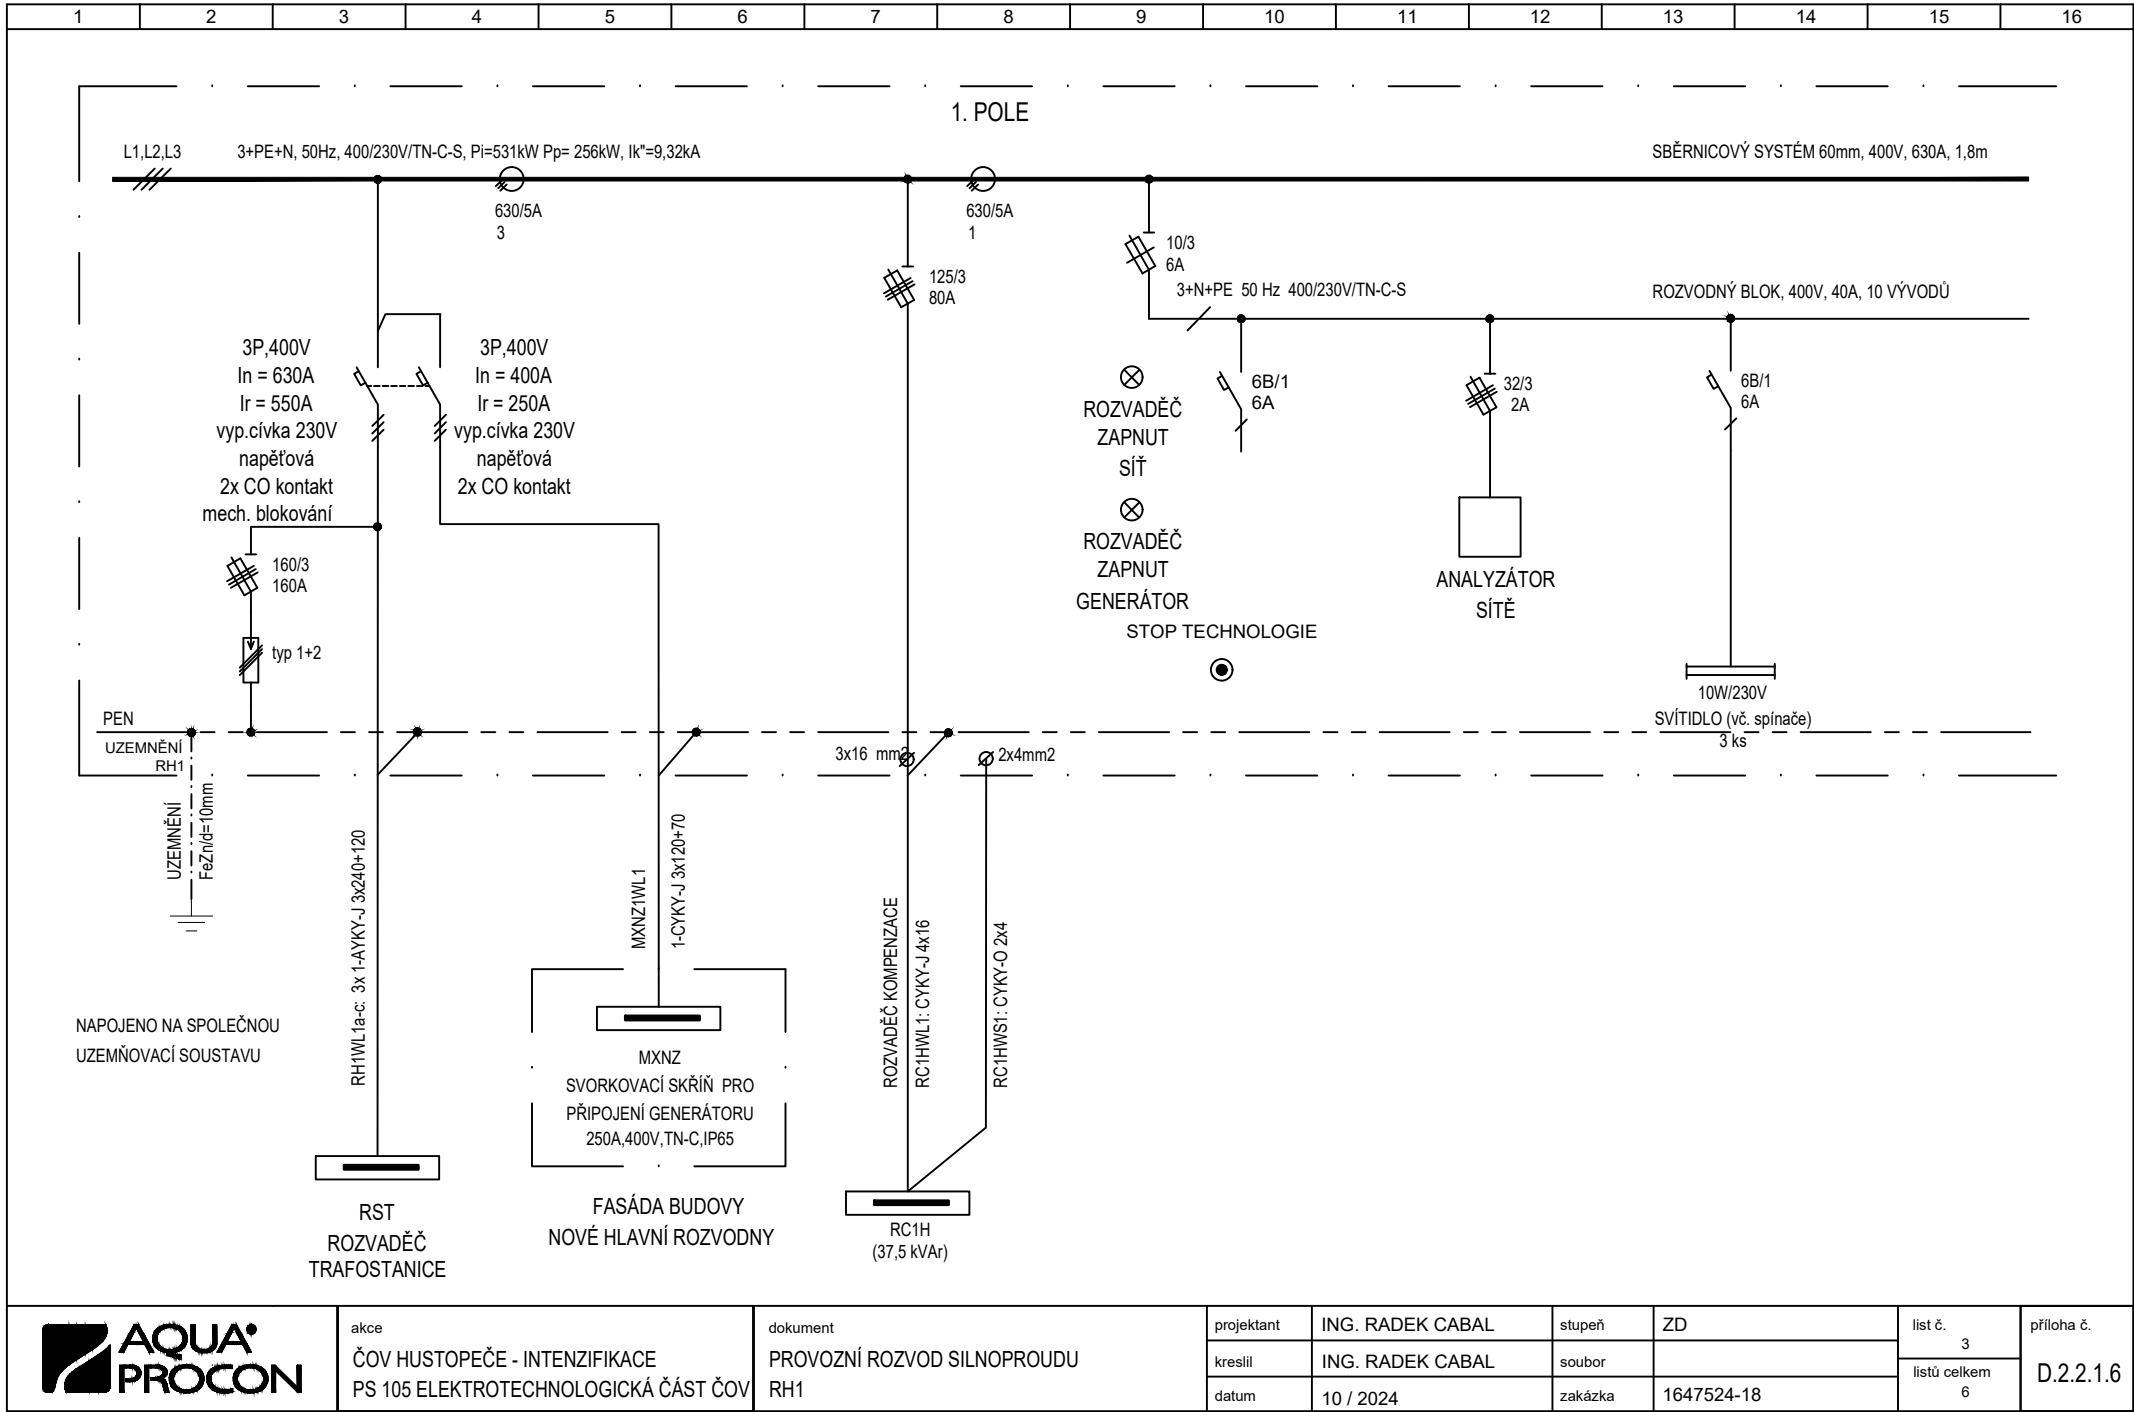 1 2 3 4 5 6 7 8 9 10 11 12 13 14 15 16
1. POLE
L1,L2,L3
3+PE+N, 50Hz, 400/230V/TN-C-S, Pi=531kW Pp= 256kW, Ik"=9,32kA
SBĚRNICOVÝ SYSTÉM 60mm, 400V, 630A, 1,8m
630/5A
3
630/5A
1
10/3
6A
125/3
80A
3+N+PE 50 Hz 400/230V/TN-C-S
ROZVODNÝ BLOK, 400V, 40A, 10 VÝVODŮ
3P,400V
In = 630A
Ir = 550A
vyp.cívka 230V
napěťová
2x CO kontakt
mech. blokování
3P,400V
In = 400A
Ir = 250A
vyp.cívka 230V
napěťová
2x CO kontakt
ROZVADĚČ
ZAPNUT
SÍŤ
ROZVADĚČ
ZAPNUT
GENERÁTOR
STOP TECHNOLOGIE
6B/1
6A
32/3
2A
6B/1
6A
ANALYZÁTOR
SÍTĚ
160/3
160A
typ 1+2
10W/230V
SVÍTIDLO (vč. spínače)
3 ks
PEN
UZEMNĚNÍ
RH1
3x16 mm2
2x4mm2
UZEMNĚNÍ
FeZn/d=10mm
RH1WL1a-c: 3x 1-AYKY-J 3x240+120
MXNZ1WL1
1-CYKY-J 3x120+70
ROZVADĚČ KOMPENZACE
RC1HWL1: CYKY-J 4x16
RC1HWS1: CYKY-O 2x4
NAPOJENO NA SPOLEČNOU
UZEMŇOVACÍ SOUSTAVU
MXNZ
SVORKOVACÍ SKŘÍŇ PRO
PŘIPOJENÍ GENERÁTORU
250A,400V,TN-C,IP65
FASÁDA BUDOVY
NOVÉ HLAVNÍ ROZVODNY
RST
ROZVADĚČ
TRAFOSTANICE
RC1H
(37,5 kVAr)
AQUA
PROCON
akce
ČOV HUSTOPEČE - INTENZIFIKACE
PS 105 ELEKTROTECHNOLOGICKÁ ČÁST ČOV
dokument
PROVOZNÍ ROZVOD SILNOPROUDU
RH1
projektant ING. RADEK CABAL
kreslil ING. RADEK CABAL
datum 10 / 2024
stupeň ZD
soubor
zakázka 1647524-18
list č.
3
listů celkem
6
příloha č.
D.2.2.1.6